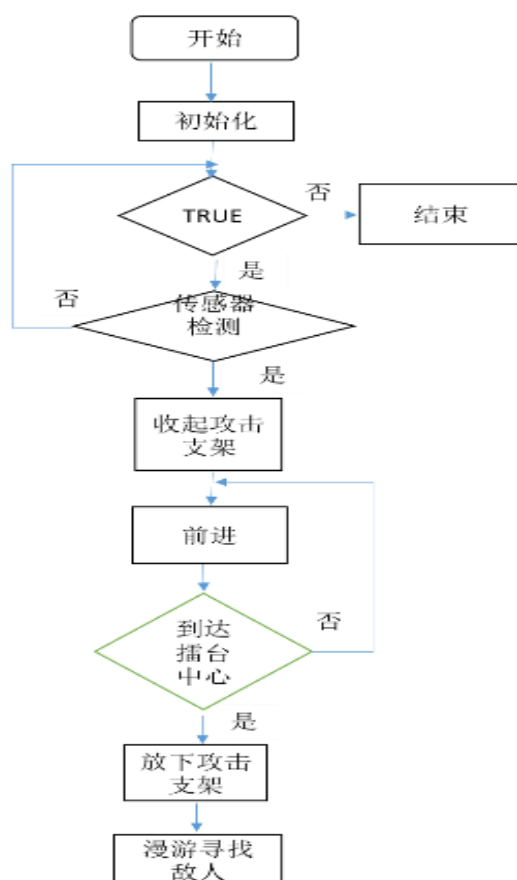 开始
初始化
TRUE
否
结束
是
否
传感器
检测
是
收起攻击
支架
前进
到达
擂台
中心
否
是
放下攻击
支架
漫游寻找
敌人